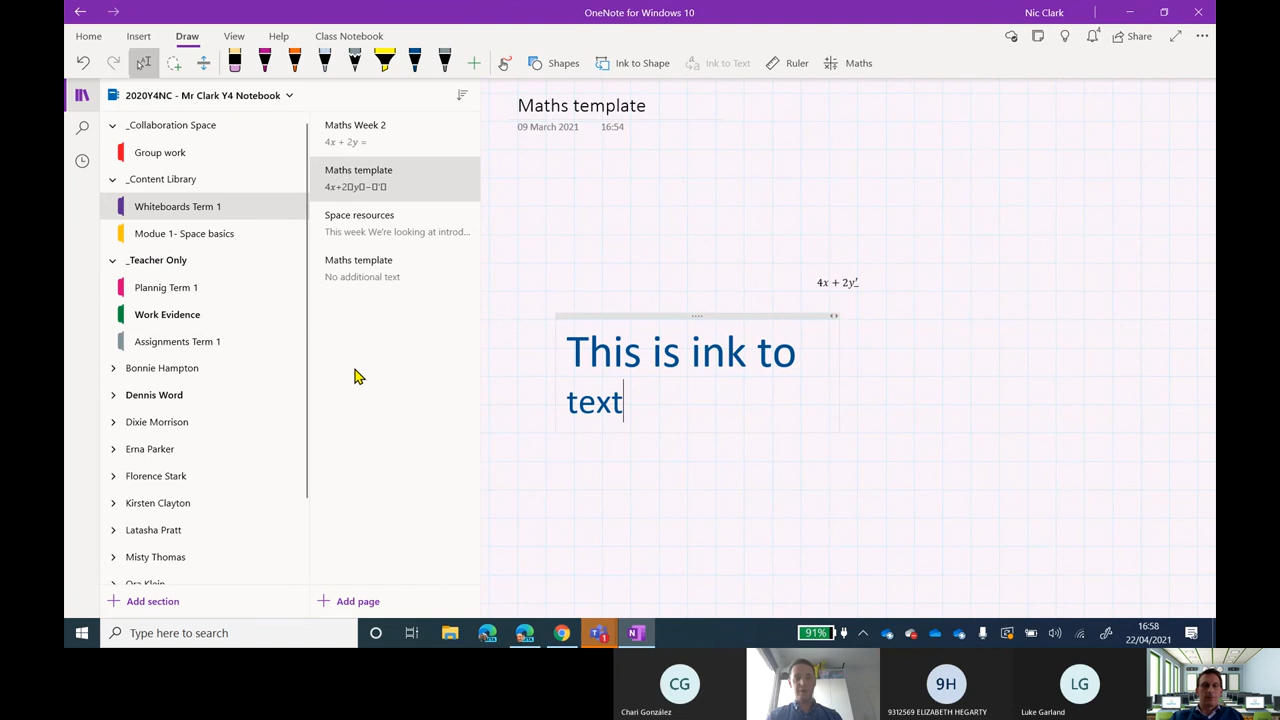 OneNote for Windows 10
Nic Clark
Home
Insert
Draw
View
Help
Class Notebook
Share
Shapes
Ink to Shape
Ink to Text
Ruler
Maths
2020Y4NC - Mr Clark Y4 Notebook
_Collaboration Space
Group work
_Content Library
Whiteboards Term 1
Modue 1- Space basics
_Teacher Only
Plannig Term 1
Work Evidence
Assignments Term 1
Bonnie Hampton
Dennis Word
Dixie Morrison
Erna Parker
Florence Stark
Kirsten Clayton
Latasha Pratt
Misty Thomas
Ora Klein
Add section
Maths Week 2
4x + 2y =
Maths template
4x+2▯y▯−▯'▯
Space resources
This week We're looking at introd...
Maths template
No additional text
Add page
Maths template
09 March 2021 16:54
4x + 2y'
This is ink to
text
Type here to search
91%
16:58
22/04/2021
CG
Chari González
9H
9312569 ELIZABETH HEGARTY
LG
Luke Garland